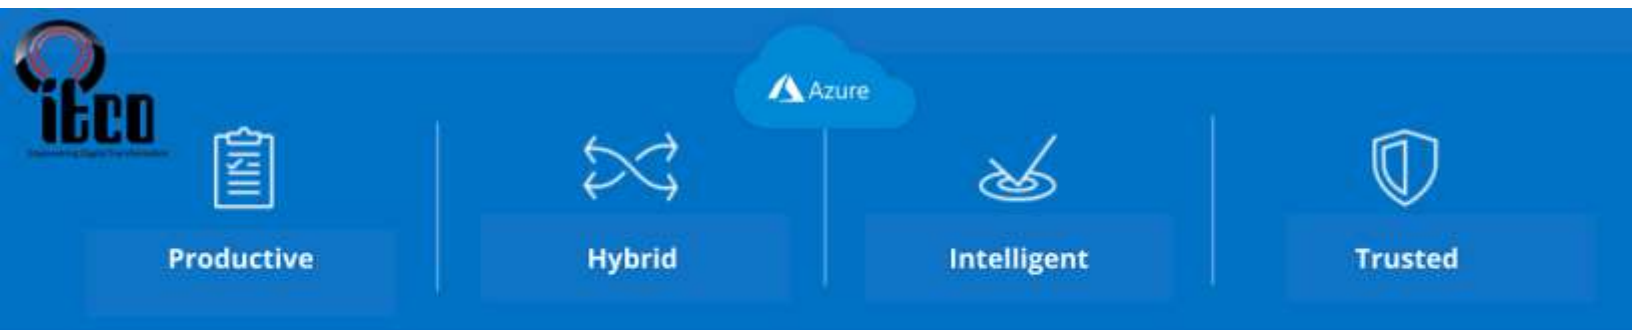 Azure
itco
Productive
Hybrid
Intelligent
Trusted